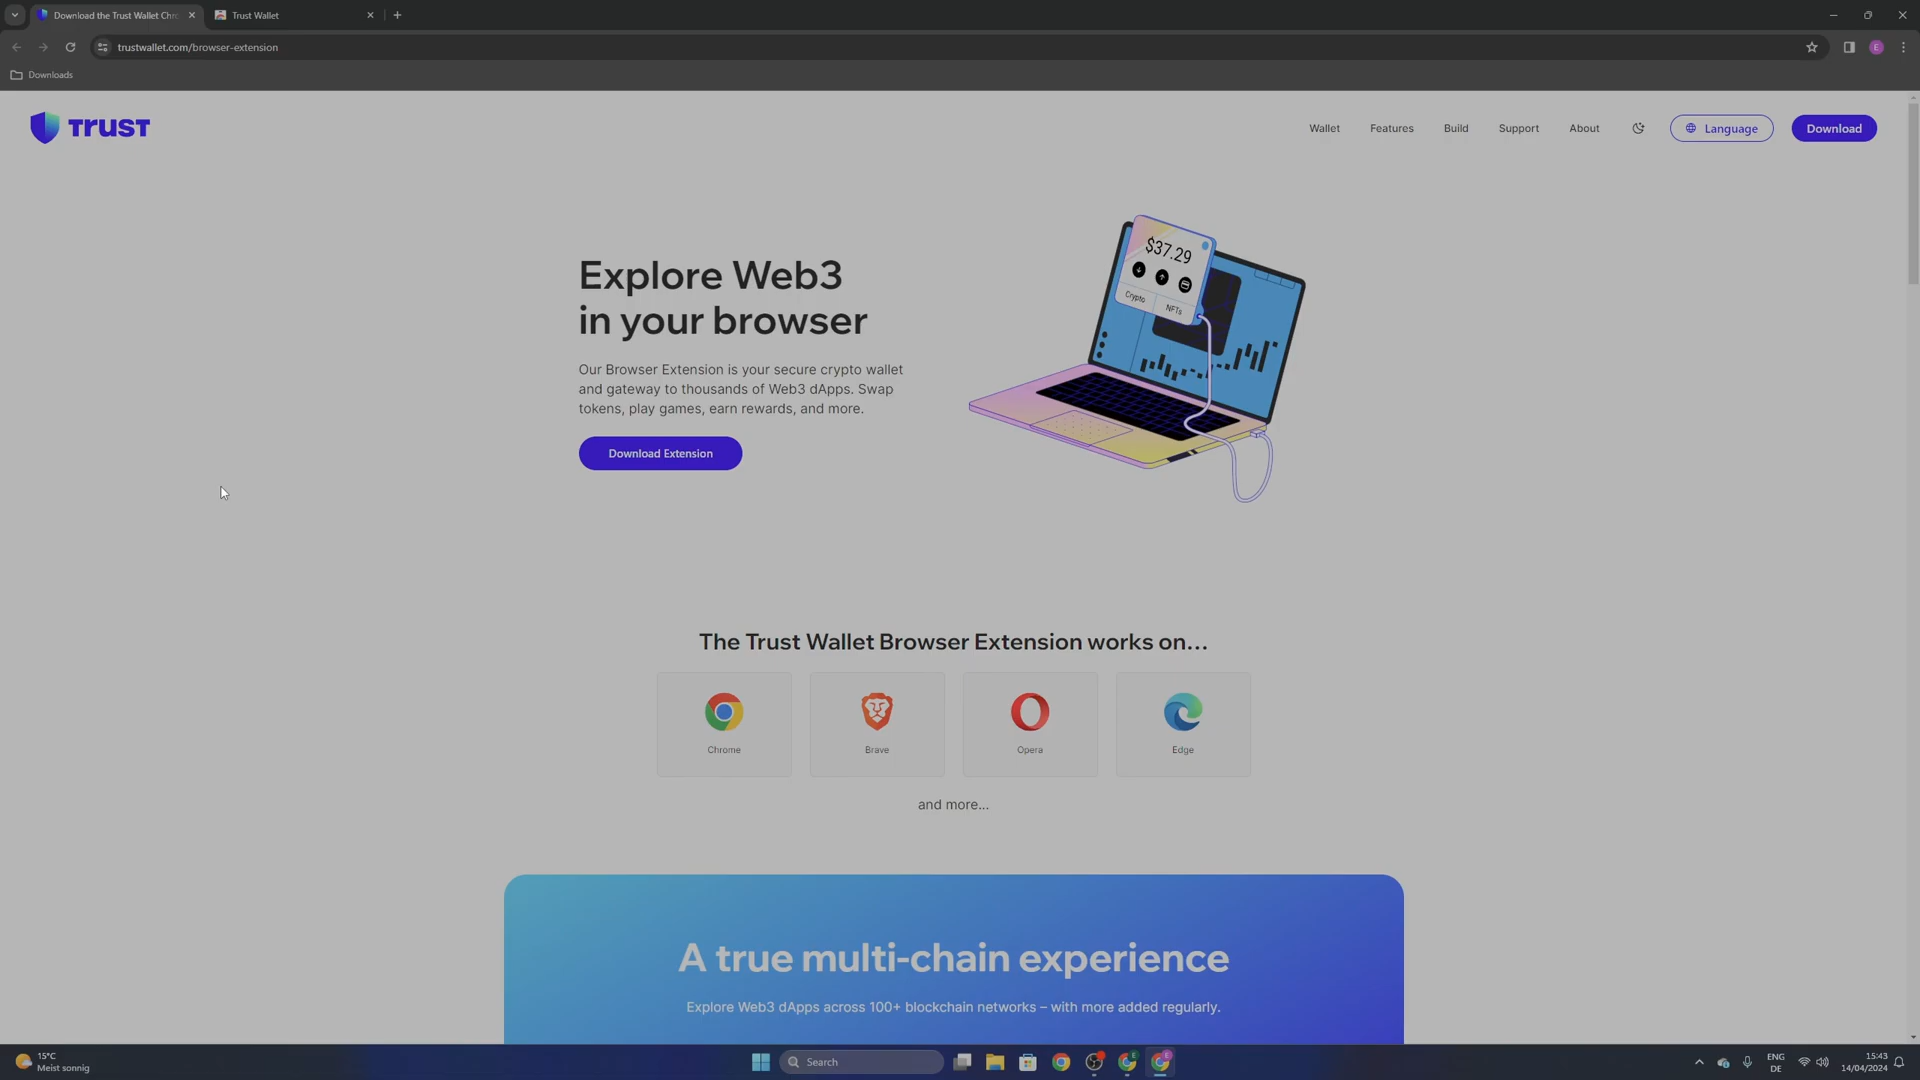 Download the Trust Wallet Chro
Trust Wallet
trustwallet.com/browser-extension
E
Downloads
TRUST
Wallet
Features
Build
Support
About
Language
Download
Explore Web3
in your browser
Our Browser Extension is your secure crypto wallet
and gateway to thousands of Web3 dApps. Swap
tokens, play games, earn rewards, and more.
Download Extension
$37.29
Crypto
NFTs
The Trust Wallet Browser Extension works on...
Chrome
Brave
Opera
Edge
and more...
A true multi-chain experience
Explore Web3 dApps across 100+ blockchain networks – with more added regularly.
15°C
Meist sonnig
Search
E
E
ENG
DE
15:43
14/04/2024